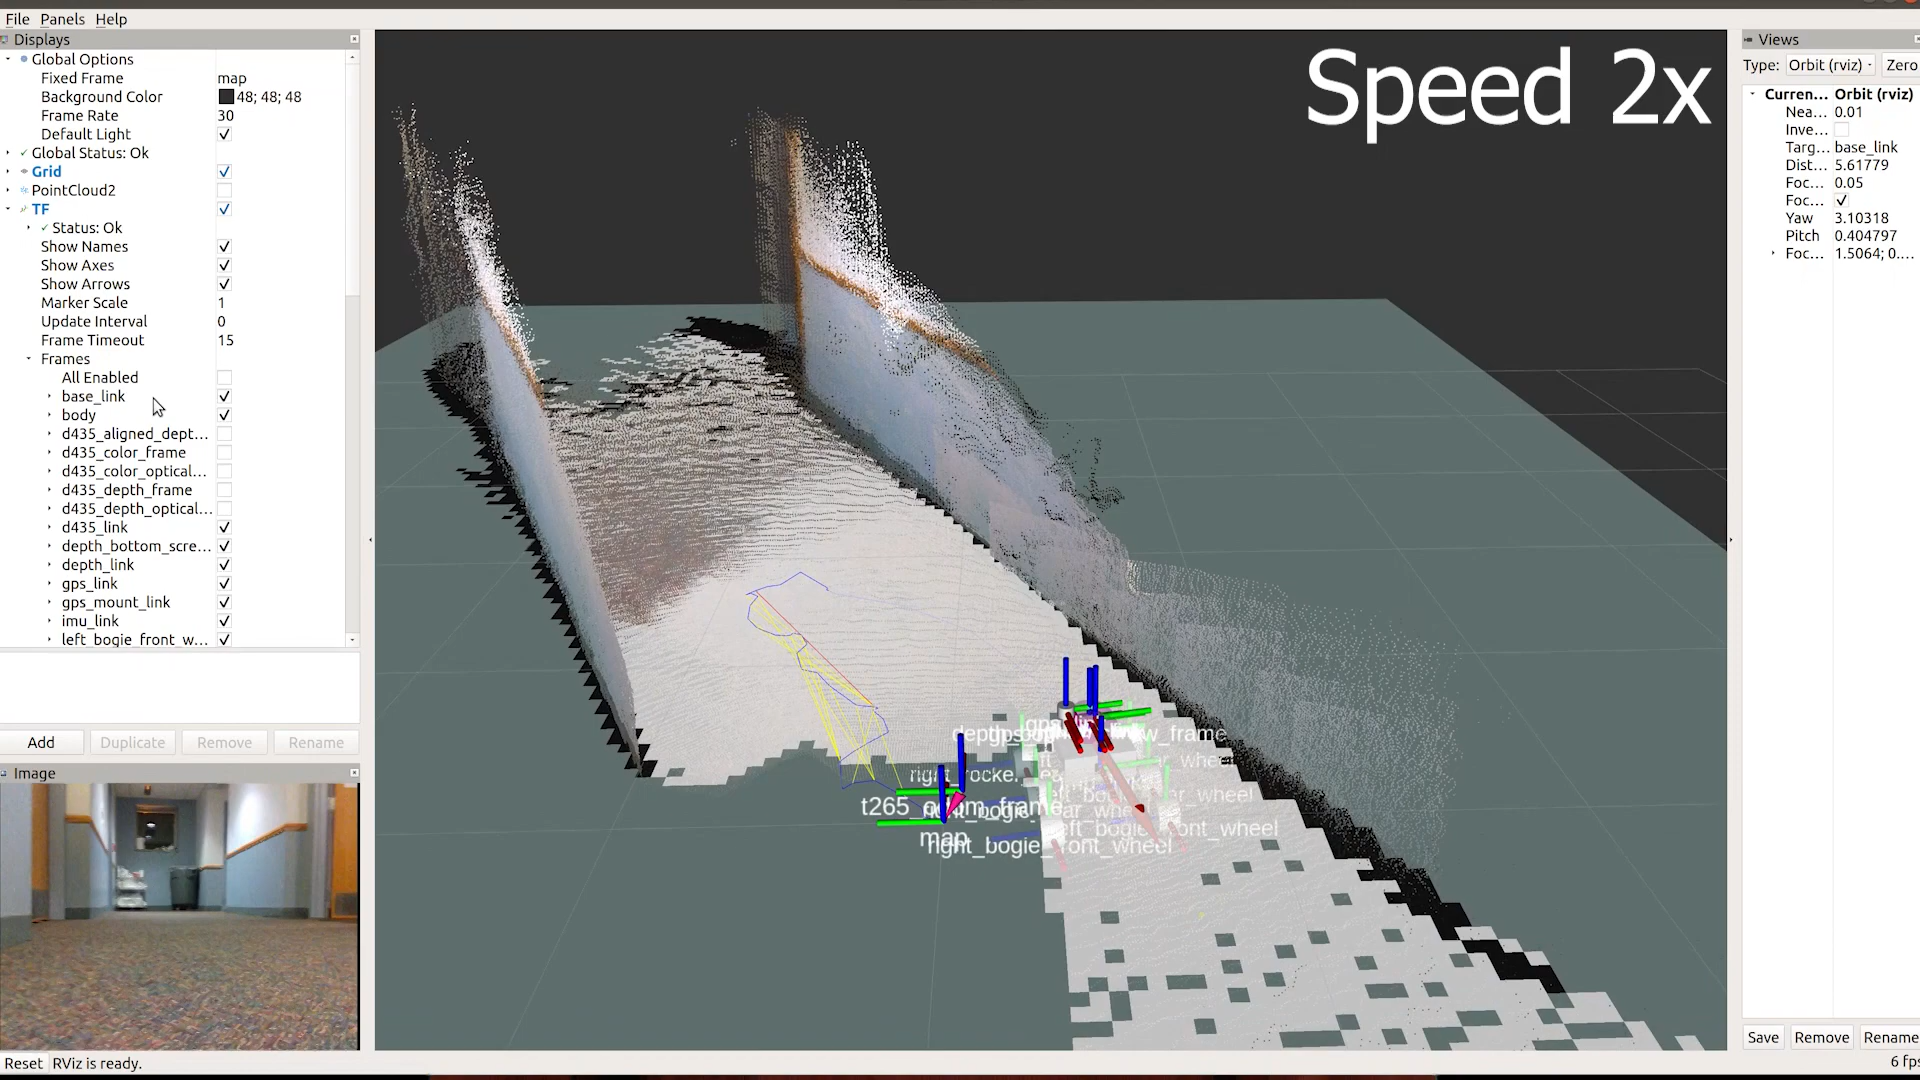 File Panels Help
Displays
Global Options
Fixed Frame map
Background Color 48; 48; 48
Frame Rate 30
Default Light
Global Status: Ok
Grid
PointCloud2
TF
Status: Ok
Show Names
Show Axes
Show Arrows
Marker Scale 1
Update Interval 0
Frame Timeout 15
Frames
All Enabled
base_link
body
d435_aligned_dept...
d435_color_frame
d435_color_optical...
d435_depth_frame
d435_depth_optical...
d435_link
depth_bottom_scre...
depth_link
gps_link
gps_mount_link
imu_link
left_bogie_front_w...
Add Duplicate Remove Rename
Image
Reset RViz is ready.
Speed 2x
t265_odom_frame
map
right_bogie_front_wheel
left_bogie_front_wheel
Views
Type: Orbit (rviz) Zero
Curren... Orbit (rviz)
Nea... 0.01
Inve...
Targ... base_link
Dist... 5.61779
Foc... 0.05
Foc...
Yaw 3.10318
Pitch 0.404797
Foc... 1.5064; 0....
Save Remove Rename
6 fps